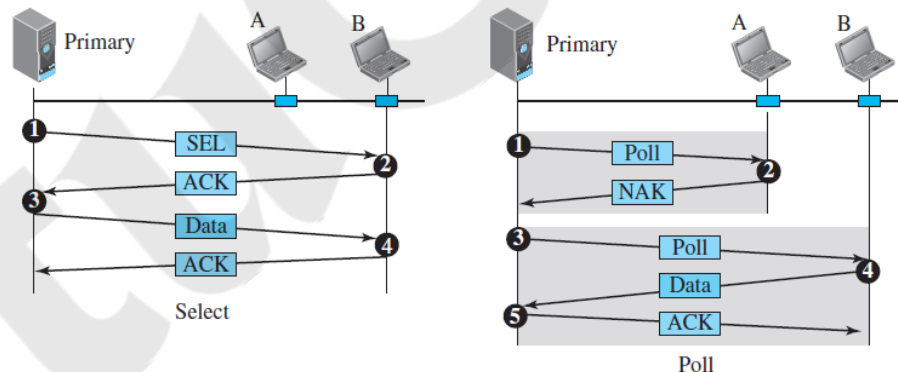 A
B
Primary
1
SEL
2
ACK
3
Data
4
ACK
Select
A
B
Primary
1
Poll
2
NAK
3
Poll
4
Data
5
ACK
Poll